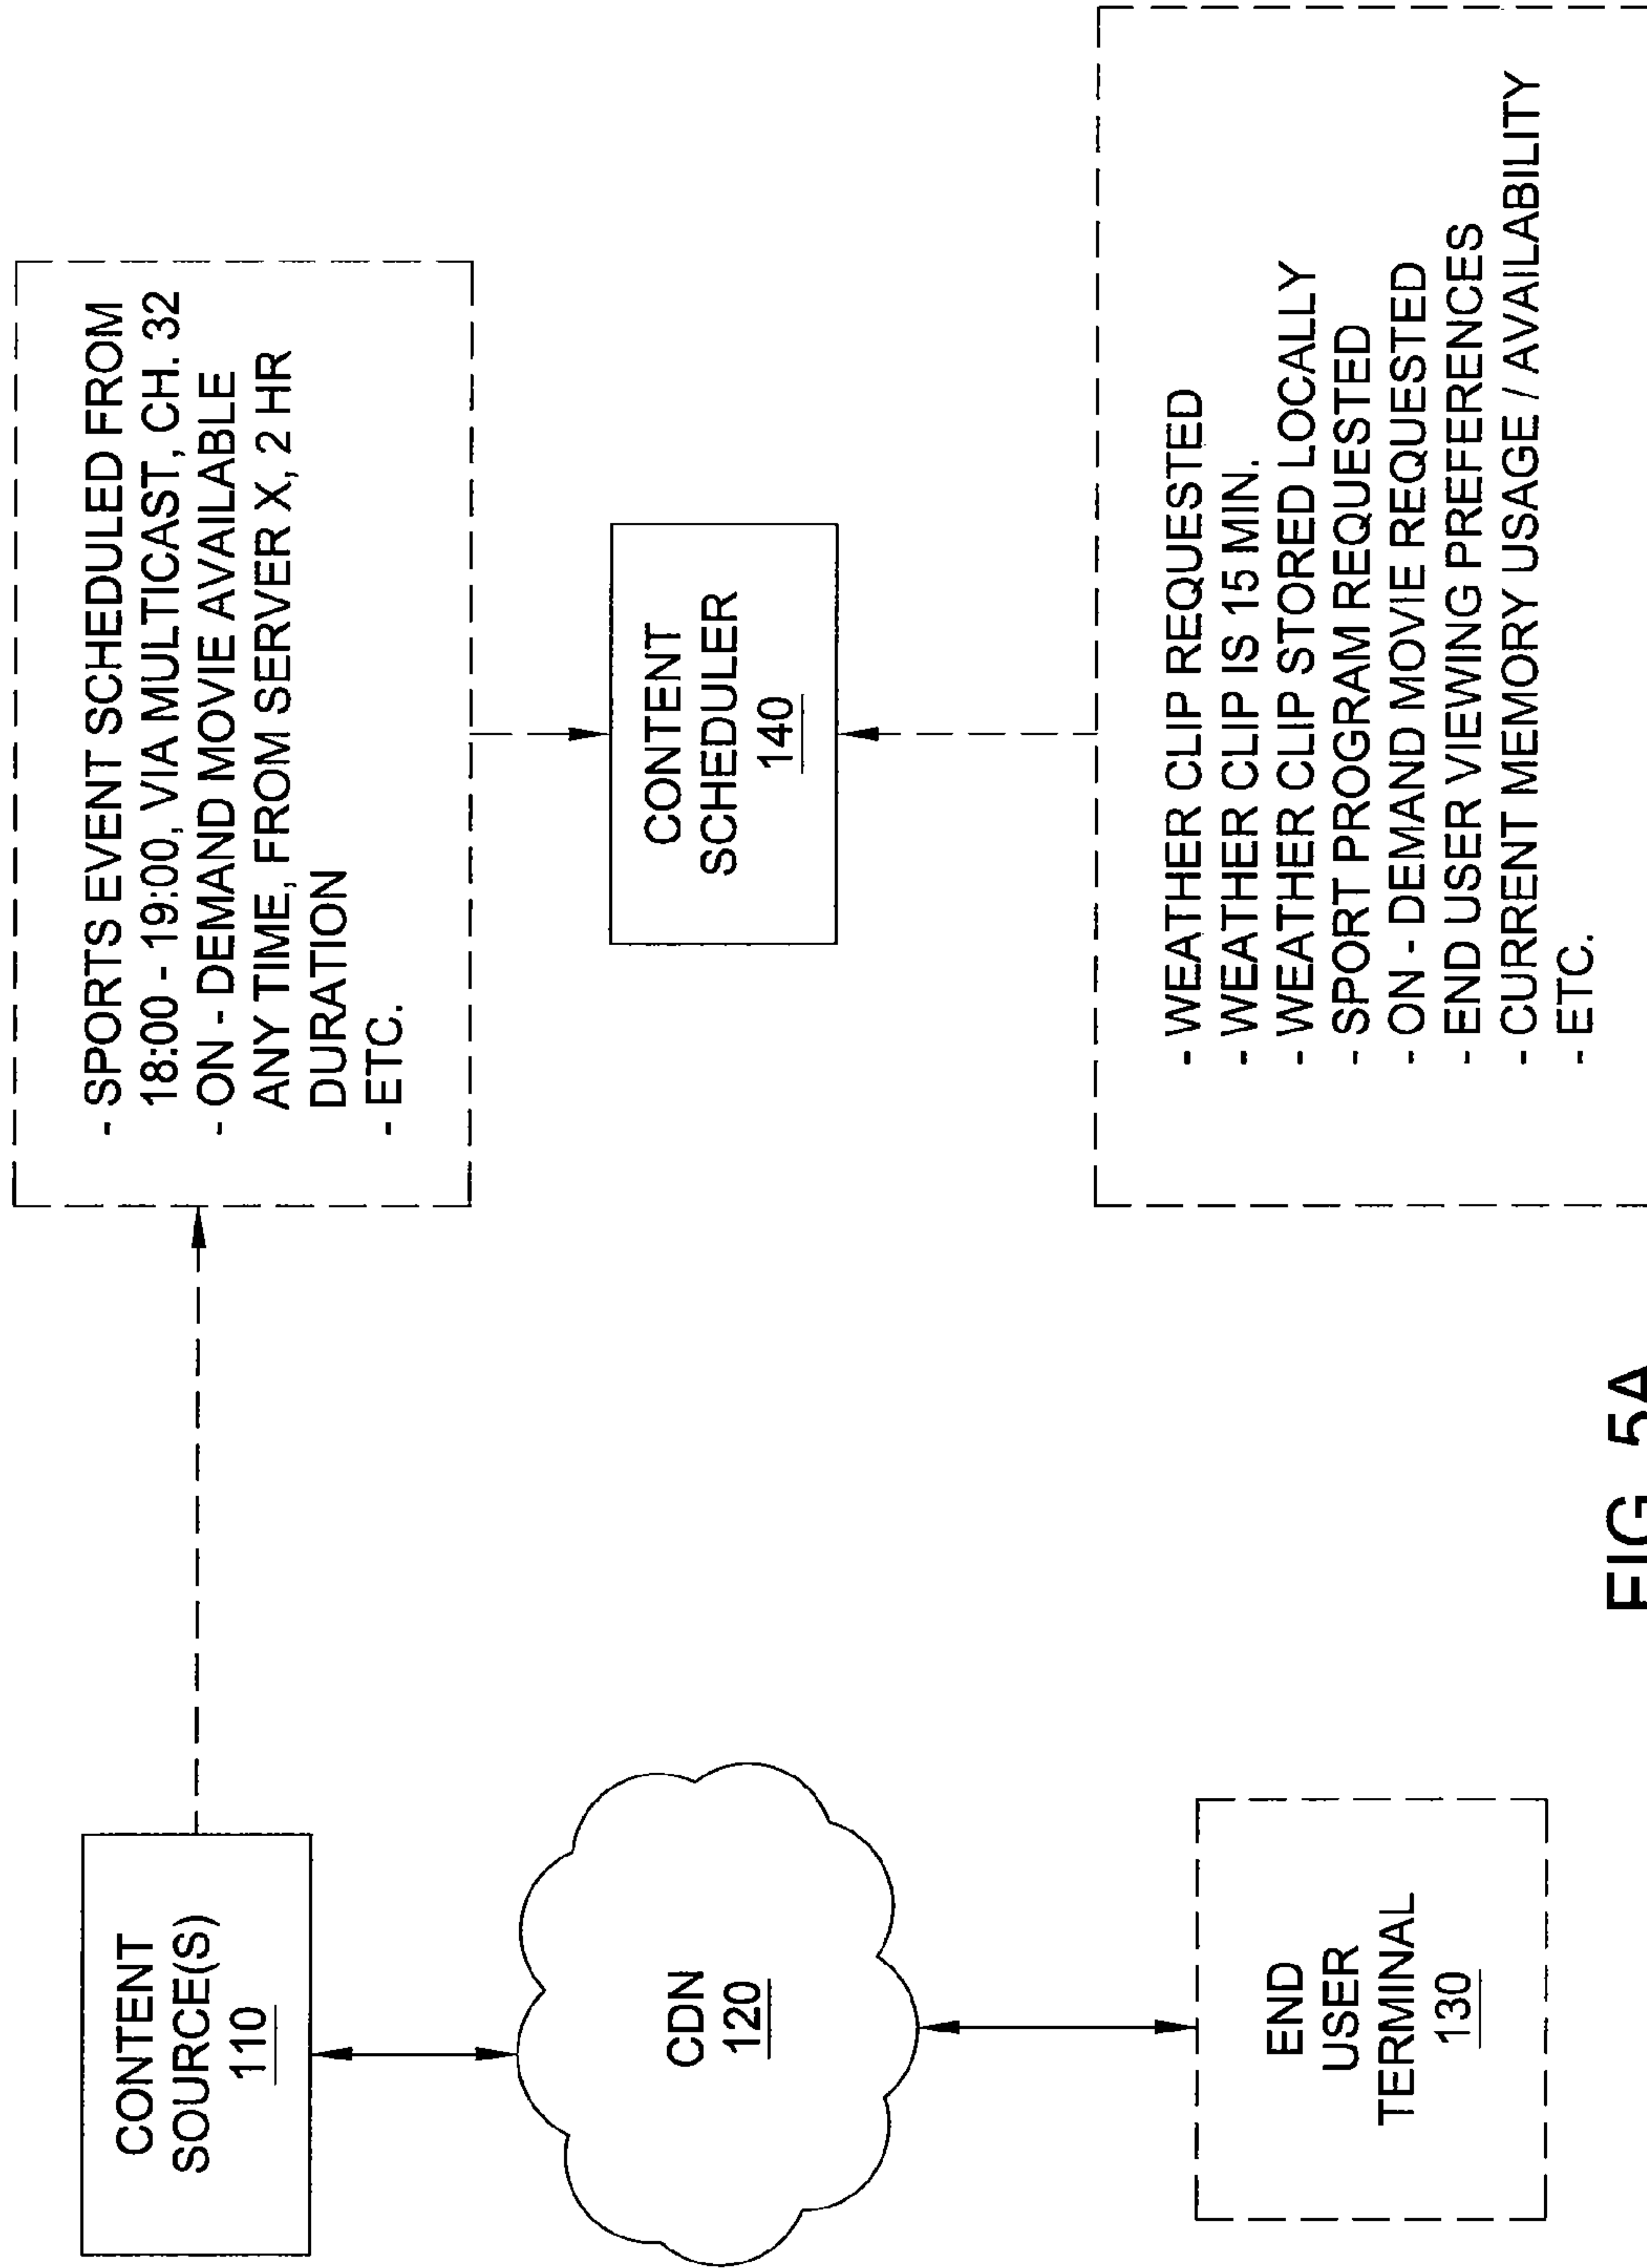 CONTENT
SOURCE(S)
110
- SPORTS EVENT SCHEDULED FROM
18:00 - 19:00, VIA MULTICAST, CH. 32
- ON - DEMAND MOVIE AVAILABLE
ANY TIME, FROM SERVER X, 2 HR
DURATION
- ETC.
CDN
120
CONTENT
SCHEDULER
140
END
USER
TERMINAL
130
- WEATHER CLIP REQUESTED
- WEATHER CLIP IS 15 MIN.
- WEATHER CLIP STORED LOCALLY
- SPORT PROGRAM REQUESTED
- ON - DEMAND MOVIE REQUESTED
- END USER VIEWING PREFFERENCES
- CURRENT MEMORY USAGE / AVAILABILITY
- ETC.
FIG. 5A